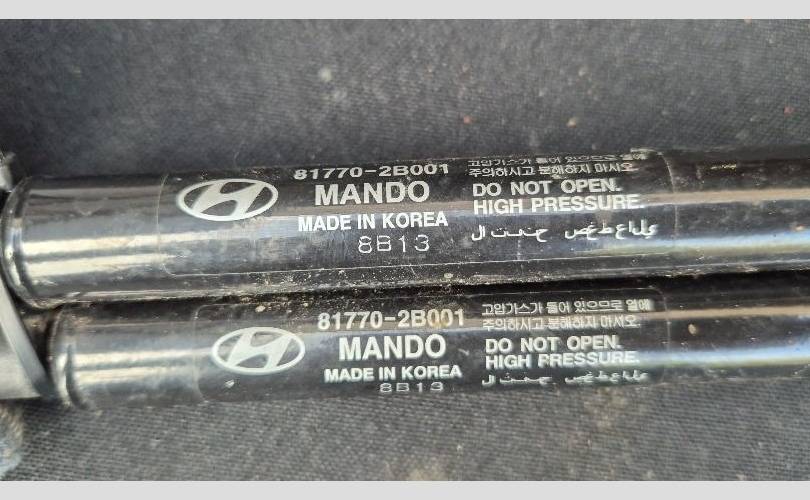 81770-2B001
MANDO
MADE IN KOREA
8B13
고압가스가 들어 있으므로 열에
주의하시고 분해하지 마시오.
DO NOT OPEN.
HIGH PRESSURE.
81770-2B001
MANDO
MADE IN KOREA
8B13
고압가스가 들어 있으므로 열에
주의하시고 분해하지 마시오.
DO NOT OPEN.
HIGH PRESSURE.